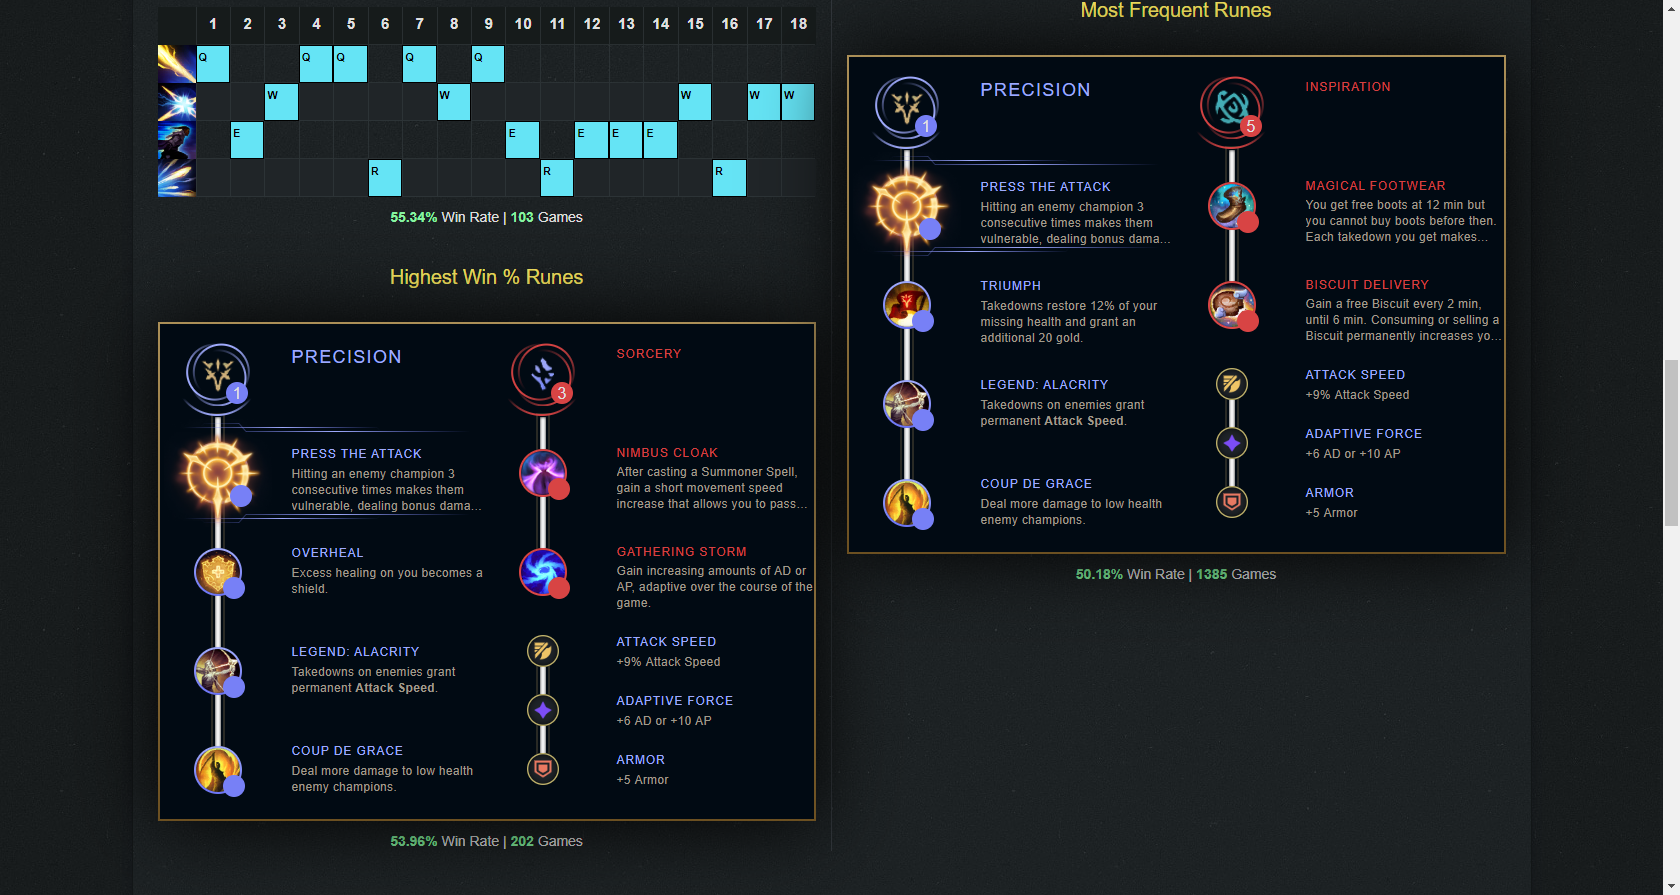 1 2 3 4 5 6 7 8 9 10 11 12 13 14 15 16 17 18
Q Q Q Q Q
W W W W W
E E E E E
R R R
55.34% Win Rate | 103 Games
Highest Win % Runes
PRECISION
1
PRESS THE ATTACK
Hitting an enemy champion 3
consecutive times makes them
vulnerable, dealing bonus dama...
OVERHEAL
Excess healing on you becomes a
shield.
LEGEND: ALACRITY
Takedowns on enemies grant
permanent Attack Speed.
COUP DE GRACE
Deal more damage to low health
enemy champions.
SORCERY
3
NIMBUS CLOAK
After casting a Summoner Spell,
gain a short movement speed
increase that allows you to pass...
GATHERING STORM
Gain increasing amounts of AD or
AP, adaptive over the course of the
game.
ATTACK SPEED
+9% Attack Speed
ADAPTIVE FORCE
+6 AD or +10 AP
ARMOR
+5 Armor
53.96% Win Rate | 202 Games
Most Frequent Runes
PRECISION
1
PRESS THE ATTACK
Hitting an enemy champion 3
consecutive times makes them
vulnerable, dealing bonus dama...
TRIUMPH
Takedowns restore 12% of your
missing health and grant an
additional 20 gold.
LEGEND: ALACRITY
Takedowns on enemies grant
permanent Attack Speed.
COUP DE GRACE
Deal more damage to low health
enemy champions.
INSPIRATION
5
MAGICAL FOOTWEAR
You get free boots at 12 min but
you cannot buy boots before then.
Each takedown you get makes...
BISCUIT DELIVERY
Gain a free Biscuit every 2 min,
until 6 min. Consuming or selling a
Biscuit permanently increases yo...
ATTACK SPEED
+9% Attack Speed
ADAPTIVE FORCE
+6 AD or +10 AP
ARMOR
+5 Armor
50.18% Win Rate | 1385 Games